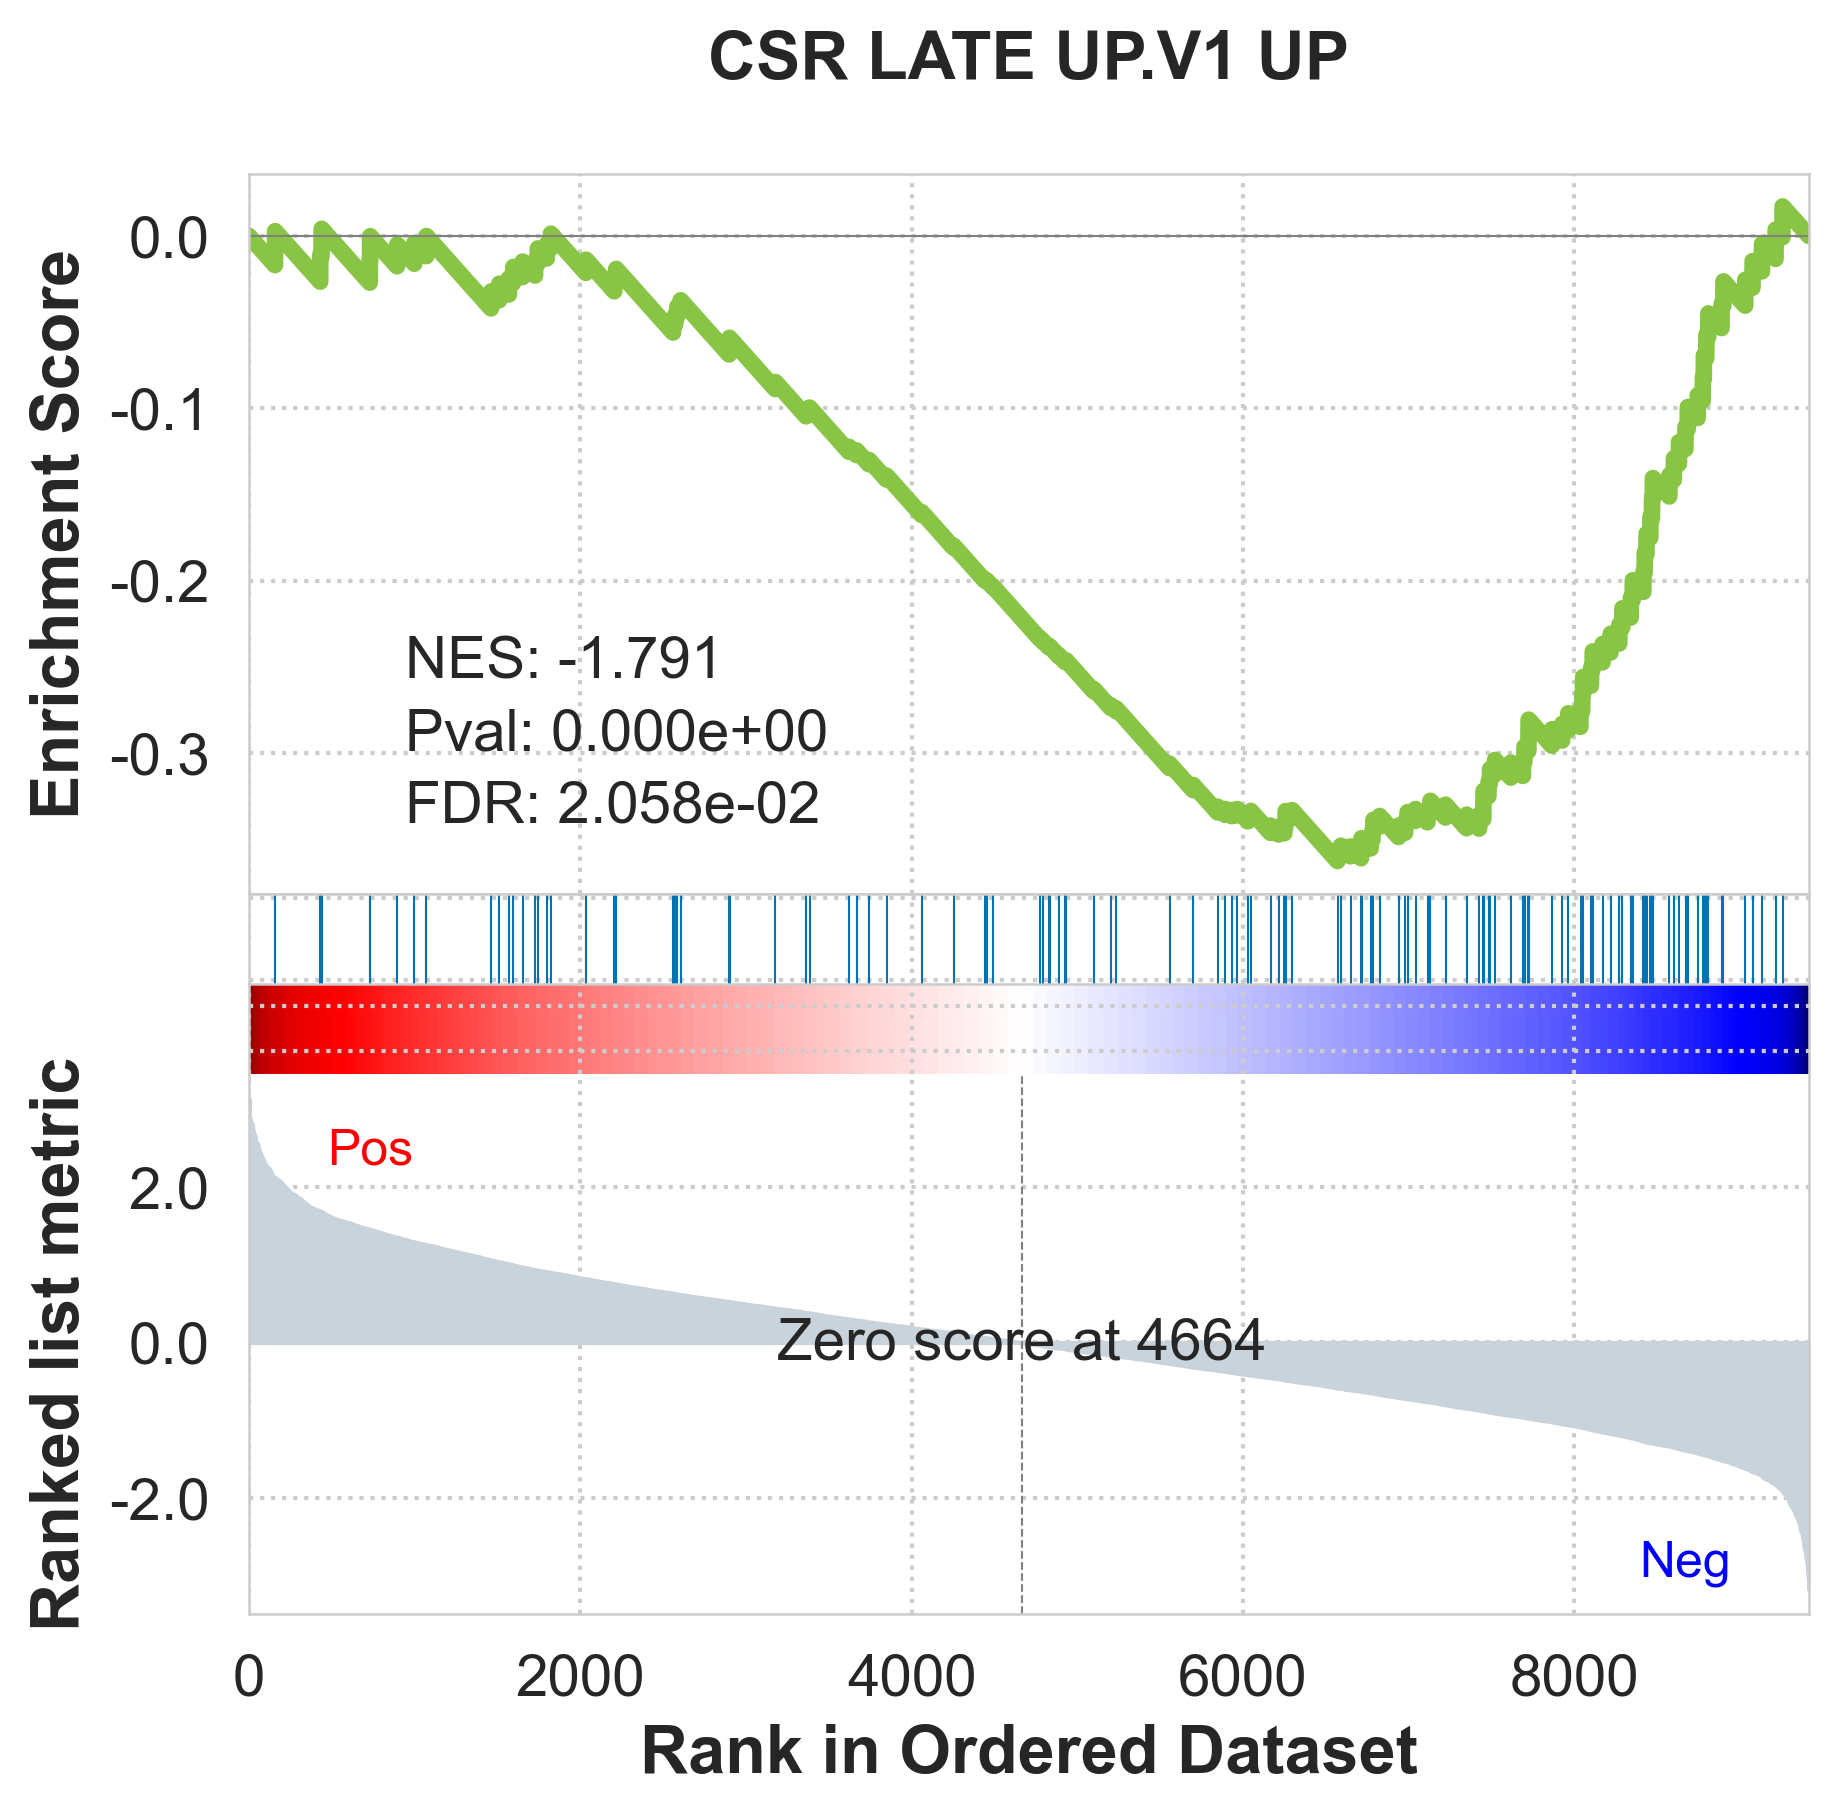 CSR LATE UP.V1 UP
Enrichment Score
0.0
-0.1
-0.2
-0.3
NES: -1.791
Pval: 0.000e+00
FDR: 2.058e-02
Ranked list metric
Pos
2.0
0.0
-2.0
Zero score at 4664
Neg
0 2000 4000 6000 8000
Rank in Ordered Dataset